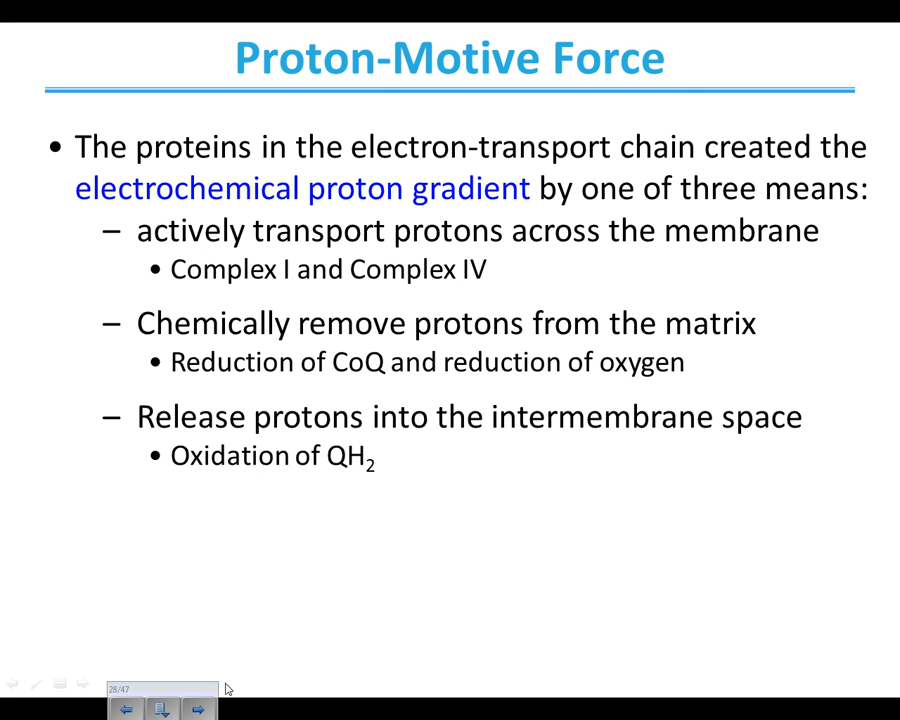 Proton-Motive Force
• The proteins in the electron-transport chain created the
electrochemical proton gradient by one of three means:
– actively transport protons across the membrane
• Complex I and Complex IV
– Chemically remove protons from the matrix
• Reduction of CoQ and reduction of oxygen
– Release protons into the intermembrane space
• Oxidation of QH₂
28/47